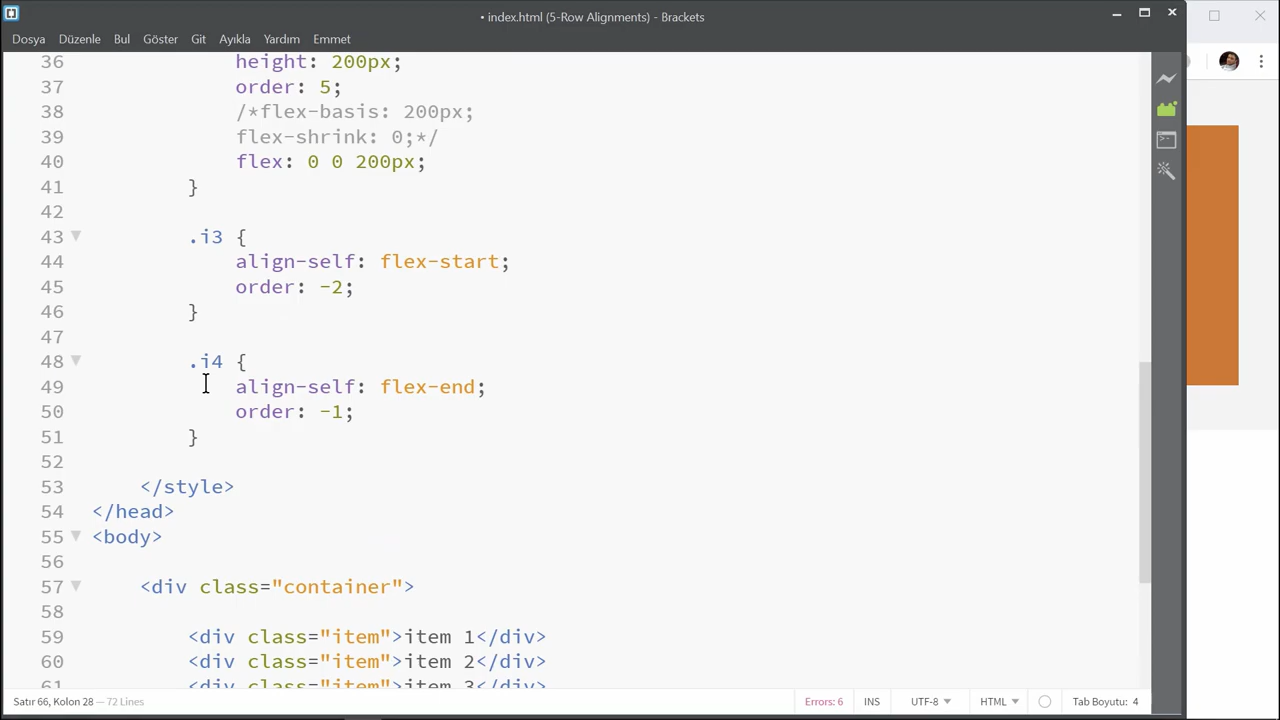 • index.html (5-Row Alignments) - Brackets
Dosya Düzenle Bul Göster Git Ayıkla Yardım Emmet
36 height: 200px;
37 order: 5;
38 /*flex-basis: 200px;
39 flex-shrink: 0;*/
40 flex: 0 0 200px;
41 }
42
43 .i3 {
44 align-self: flex-start;
45 order: -2;
46 }
47
48 .i4 {
49 align-self: flex-end;
50 order: -1;
51 }
52
53 </style>
54 </head>
55 <body>
56
57 <div class="container">
58
59 <div class="item">item 1</div>
60 <div class="item">item 2</div>
61 <div class="item">item 3</div>
Satır 66, Kolon 28 — 72 Lines Errors: 6 INS UTF-8 HTML Tab Boyutu: 4